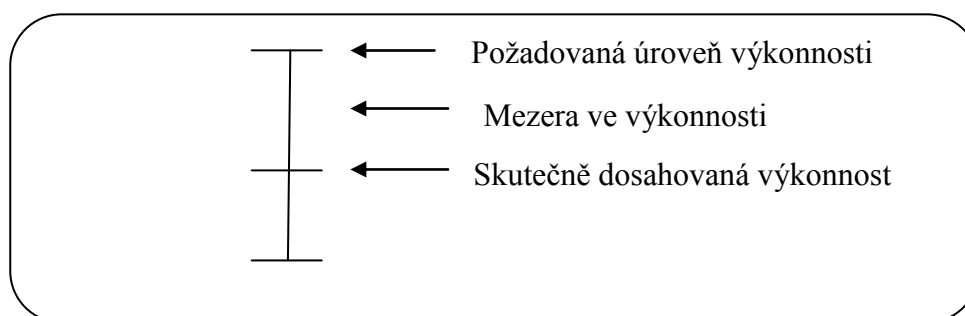 Požadovaná úroveň výkonnosti
Mezera ve výkonnosti
Skutečně dosahovaná výkonnost